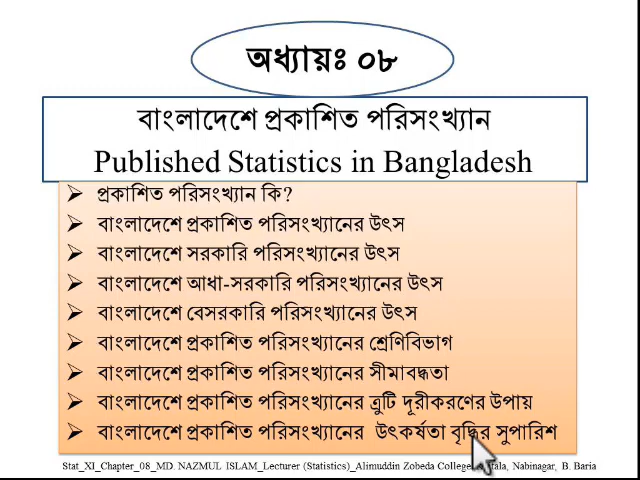 অধ্যায়ঃ ০৮
বাংলাদেশে প্রকাশিত পরিসংখ্যান
Published Statistics in Bangladesh
➢ প্রকাশিত পরিসংখ্যান কি?
➢ বাংলাদেশে প্রকাশিত পরিসংখ্যানের উৎস
➢ বাংলাদেশে সরকারি পরিসংখ্যানের উৎস
➢ বাংলাদেশে আধা-সরকারি পরিসংখ্যানের উৎস
➢ বাংলাদেশে বেসরকারি পরিসংখ্যানের উৎস
➢ বাংলাদেশে প্রকাশিত পরিসংখ্যানের শ্রেণিবিভাগ
➢ বাংলাদেশে প্রকাশিত পরিসংখ্যানের সীমাবদ্ধতা
➢ বাংলাদেশে প্রকাশিত পরিসংখ্যানের ত্রুটি দূরীকরণের উপায়
➢ বাংলাদেশে প্রকাশিত পরিসংখ্যানের উৎকর্ষতা বৃদ্ধির সুপারিশ
Stat_XI_Chapter_08_MD. NAZMUL ISLAM_Lecturer (Statistics)_Alimuddin Zobeda College, Nabinagar, B. Baria